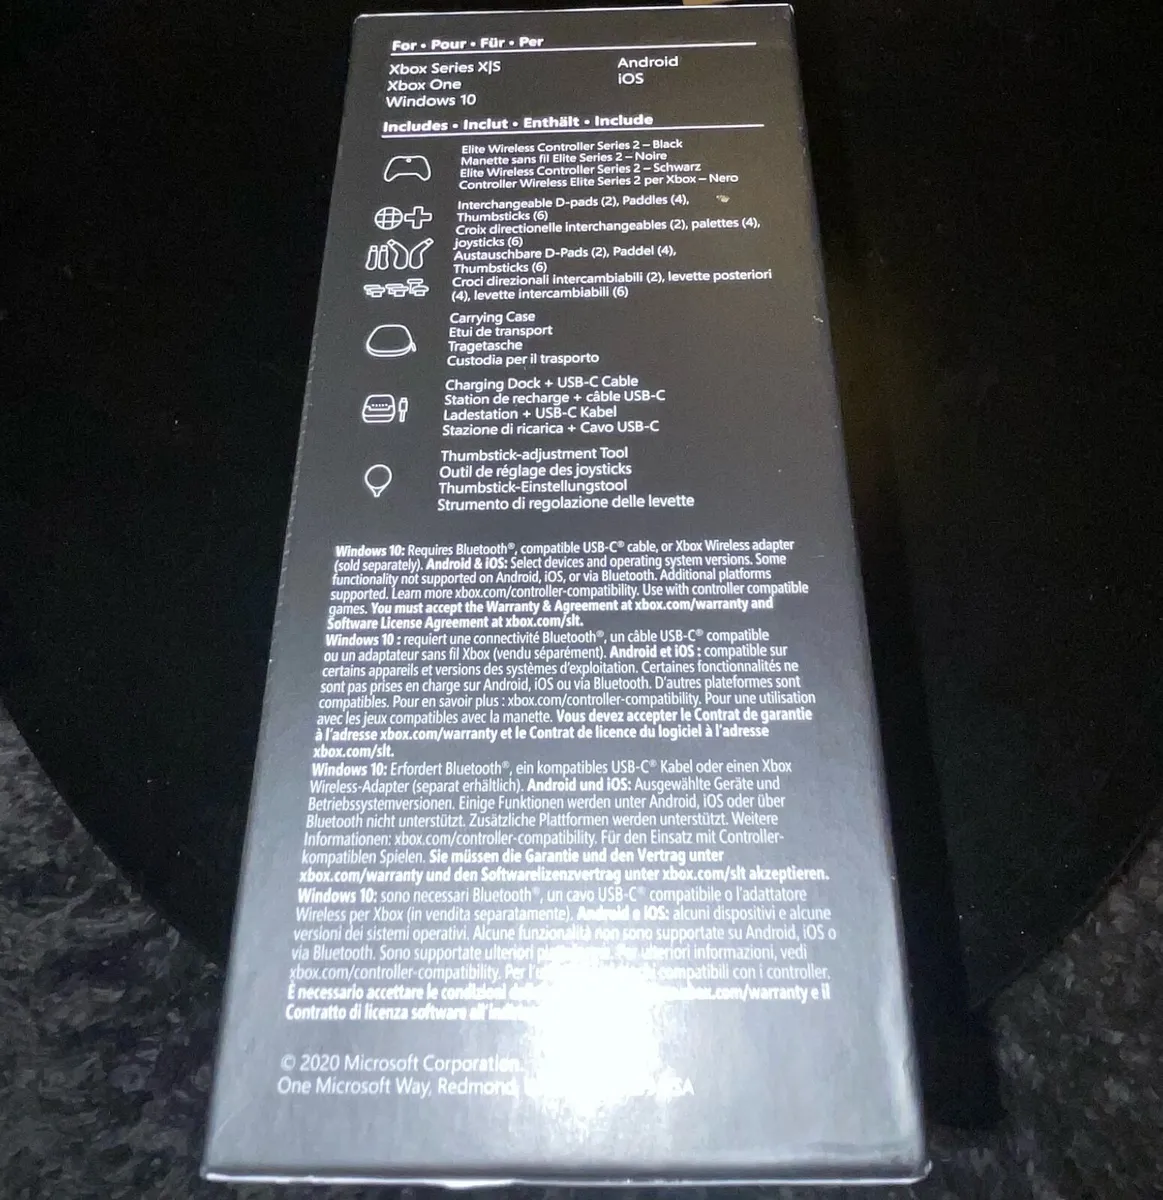 For • Pour • Für • Per
Xbox Series X|S
Xbox One
Windows 10
Android
iOS
Includes • Inclut • Enthält • Include
Elite Wireless Controller Series 2 – Black
Manette sans fil Elite Series 2 – Noire
Elite Wireless Controller Series 2 – Schwarz
Controller Wireless Elite Series 2 per Xbox – Nero
Interchangeable D-pads (2), Paddles (4),
Thumbsticks (6)
Croix directionelle interchangeables (2), palettes (4),
joysticks (6)
Austauschbare D-Pads (2), Paddel (4),
Thumbsticks (6)
Croci direzionali intercambiabili (2), levette posteriori
(4), levette intercambiabili (6)
Carrying Case
Etui de transport
Tragetasche
Custodia per il trasporto
Charging Dock + USB-C Cable
Station de recharge + câble USB-C
Ladestation + USB-C Kabel
Stazione di ricarica + Cavo USB-C
Thumbstick-adjustment Tool
Outil de réglage des joysticks
Thumbstick-Einstellungstool
Strumento di regolazione delle levette
Windows 10: Requires Bluetooth®, compatible USB-C® cable, or Xbox Wireless adapter
(sold separately). Android & iOS: Select devices and operating system versions. Some
functionality not supported on Android, iOS, or via Bluetooth. Additional platforms
supported. Learn more xbox.com/controller-compatibility. Use with controller compatible
games. You must accept the Warranty & Agreement at xbox.com/warranty and
Software License Agreement at xbox.com/slt.
Windows 10 : requiert une connectivité Bluetooth®, un câble USB-C® compatible
ou un adaptateur sans fil Xbox (vendu séparément). Android et iOS : compatible sur
certains appareils et versions des systèmes d'exploitation. Certaines fonctionnalités ne
sont pas prises en charge sur Android, iOS ou via Bluetooth. D'autres plateformes sont
compatibles. Pour en savoir plus : xbox.com/controller-compatibility. Pour une utilisation
avec les jeux compatibles avec la manette. Vous devez accepter le Contrat de garantie
à l'adresse xbox.com/warranty et le Contrat de licence du logiciel à l'adresse
xbox.com/slt.
Windows 10: Erfordert Bluetooth®, ein kompatibles USB-C® Kabel oder einen Xbox
Wireless-Adapter (separat erhältlich). Android und iOS: Ausgewählte Geräte und
Betriebssystemversionen. Einige Funktionen werden unter Android, iOS oder über
Bluetooth nicht unterstützt. Zusätzliche Plattformen werden unterstützt. Weitere
Informationen: xbox.com/controller-compatibility. Für den Einsatz mit Controller-
kompatiblen Spielen. Sie müssen die Garantie und den Vertrag unter
xbox.com/warranty und den Softwarelizenzvertrag unter xbox.com/slt akzeptieren.
Windows 10: sono necessari Bluetooth®, un cavo USB-C® compatibile o l'adattatore
Wireless per Xbox (in vendita separatamente). Android e iOS: alcuni dispositivi e alcune
versioni dei sistemi operativi. Alcune funzionalità non sono supportate su Android, iOS o
via Bluetooth. Sono supportate ulteriori Per ulteriori informazioni, vedi
xbox.com/controller-compatibility. Per compatibili con i controller.
È necessario accettare le condizioni xbox.com/warranty e il
Contratto di licenza software
© 2020 Microsoft Corporation.
One Microsoft Way, Redmond,